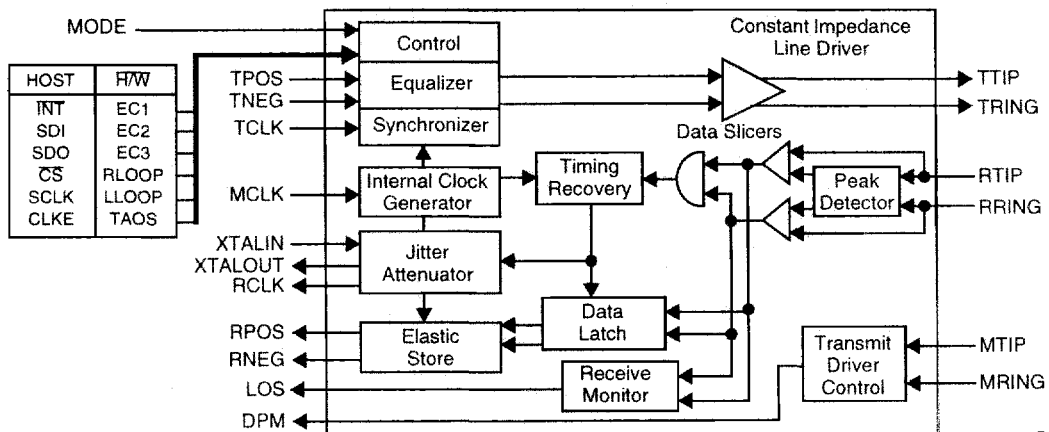 MODE
HOST H/W
INT EC1
SDI EC2
SDO EC3
CS RLOOP
SCLK LLOOP
CLKE TAOS
TPOS
TNEG
TCLK
MCLK
XTALIN
XTALOUT
RCLK
RPOS
RNEG
LOS
DPM
Control
Equalizer
Synchronizer
Internal Clock
Generator
Jitter
Attenuator
Elastic
Store
Timing
Recovery
Data
Latch
Receive
Monitor
Constant Impedance
Line Driver
Data Slicers
Peak
Detector
Transmit
Driver
Control
TTIP
TRING
RTIP
RRING
MTIP
MRING